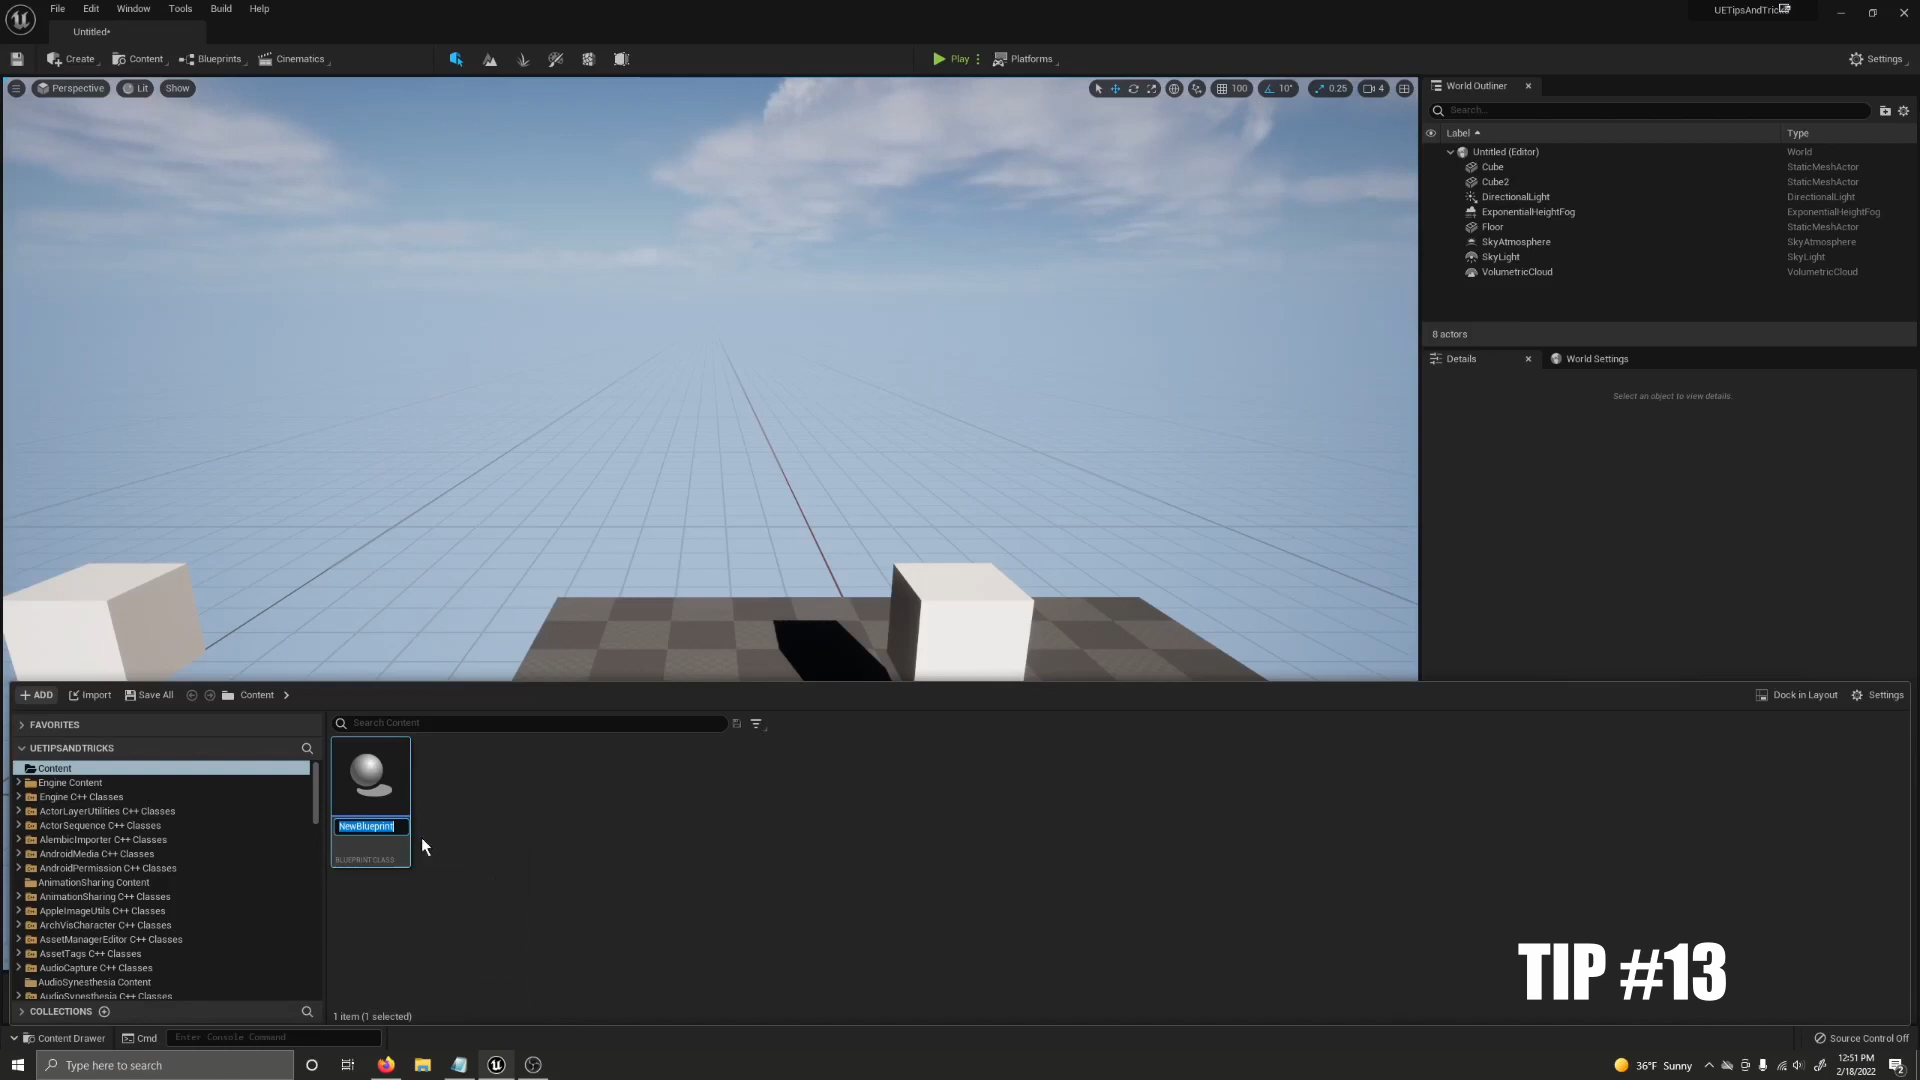 File Edit Window Tools Build Help
Untitled*
Create Content Blueprints Cinematics Play Platforms Settings
Perspective Lit Show
100 10° 0.25 4
World Outliner
Search...
Label Type
Untitled (Editor) World
Cube StaticMeshActor
Cube2 StaticMeshActor
DirectionalLight DirectionalLight
ExponentialHeightFog ExponentialHeightFog
Floor StaticMeshActor
SkyAtmosphere SkyAtmosphere
SkyLight SkyLight
VolumetricCloud VolumetricCloud
8 actors
Details World Settings
Select an object to view details.
ADD Import Save All Content Dock in Layout Settings
FAVORITES
Search Content
UETIPSANDTRICKS
Content
Engine Content
Engine C++ Classes
ActorLayerUtilities C++ Classes
ActorSequence C++ Classes
AlembicImporter C++ Classes
AndroidMedia C++ Classes
AndroidPermission C++ Classes
AnimationSharing Content
AnimationSharing C++ Classes
AppleImageUtils C++ Classes
ArchVisCharacter C++ Classes
AssetManagerEditor C++ Classes
AssetTags C++ Classes
AudioCapture C++ Classes
AudioSynesthesia Content
AudioSynesthesia C++ Classes
NewBlueprint
BLUEPRINT CLASS
TIP #13
COLLECTIONS
1 item (1 selected)
Content Drawer Cmd Enter Console Command Source Control Off
Type here to search
36°F Sunny
12:51 PM
2/18/2022
2